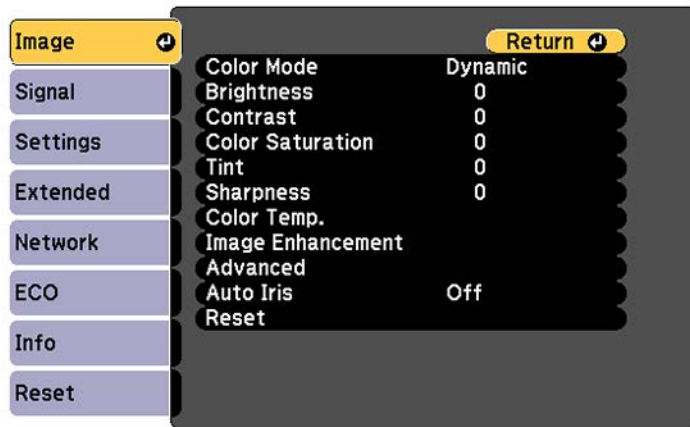 Image
Signal
Settings
Extended
Network
ECO
Info
Reset
Return
Color Mode Dynamic
Brightness 0
Contrast 0
Color Saturation 0
Tint 0
Sharpness 0
Color Temp.
Image Enhancement
Advanced
Auto Iris Off
Reset